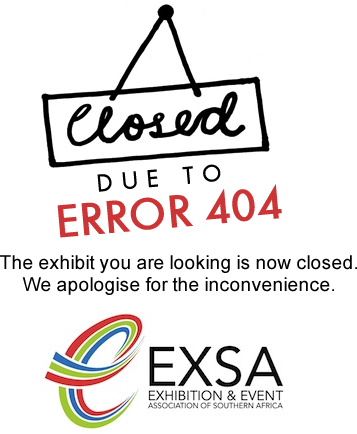 Closed
DUE TO
ERROR 404
The exhibit you are looking is now closed.
We apologise for the inconvenience.
EXSA
EXHIBITION & EVENT
ASSOCIATION OF SOUTHERN AFRICA